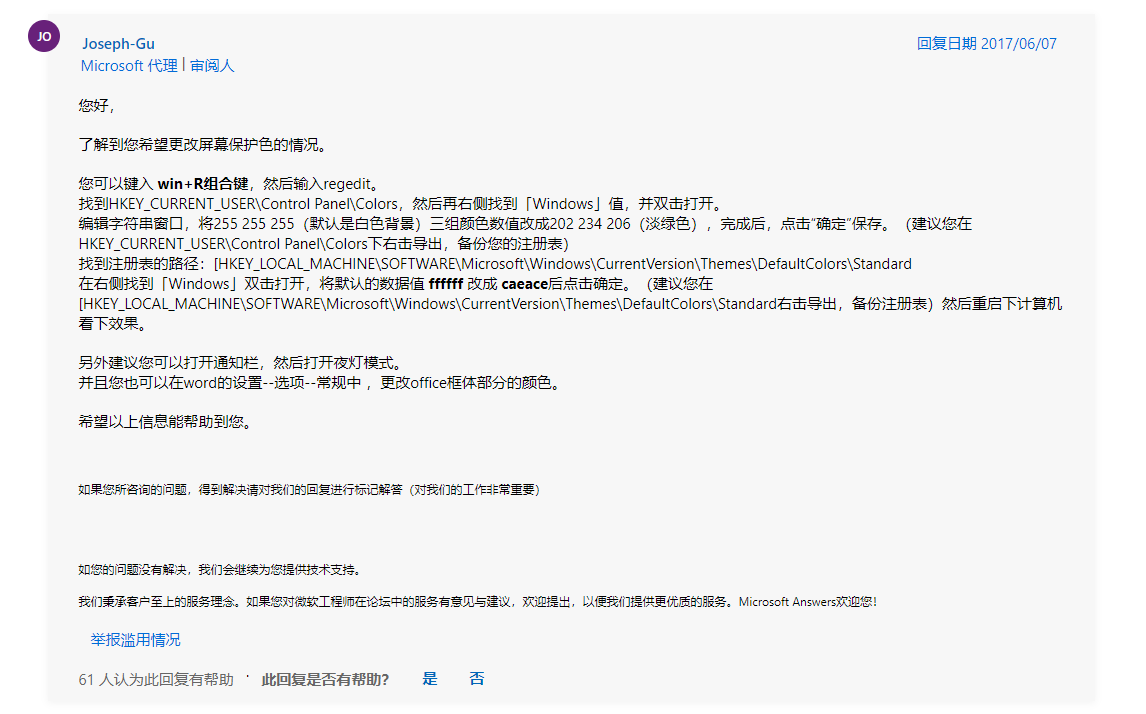 JO
Joseph-Gu
回复日期 2017/06/07
Microsoft 代理 | 审阅人
您好，
了解到您希望更改屏幕保护色的情况。
您可以键入 win+R组合键，然后输入regedit。
找到HKEY_CURRENT_USER\Control Panel\Colors，然后再右侧找到「Windows」值，并双击打开。
编辑字符串窗口，将255 255 255（默认是白色背景）三组颜色数值改成202 234 206（淡绿色），完成后，点击“确定”保存。（建议您在
HKEY_CURRENT_USER\Control Panel\Colors下右击导出，备份您的注册表）
找到注册表的路径：[HKEY_LOCAL_MACHINE\SOFTWARE\Microsoft\Windows\CurrentVersion\Themes\DefaultColors\Standard
在右侧找到「Windows」双击打开，将默认的数据值 ffffff 改成 caeace后点击确定。（建议您在
[HKEY_LOCAL_MACHINE\SOFTWARE\Microsoft\Windows\CurrentVersion\Themes\DefaultColors\Standard右击导出，备份注册表）然后重启下计算机
看下效果。
另外建议您可以打开通知栏，然后打开夜灯模式。
并且您也可以在word的设置--选项--常规中 ，更改office框体部分的颜色。
希望以上信息能帮助到您。
如果您所咨询的问题，得到解决请对我们的回复进行标记解答（对我们的工作非常重要）
如您的问题没有解决，我们会继续为您提供技术支持。
我们秉承客户至上的服务理念。如果您对微软工程师在论坛中的服务有意见与建议，欢迎提出，以便我们提供更优质的服务。Microsoft Answers欢迎您！
举报滥用情况
61 人认为此回复有帮助 · 此回复是否有帮助? 是 否